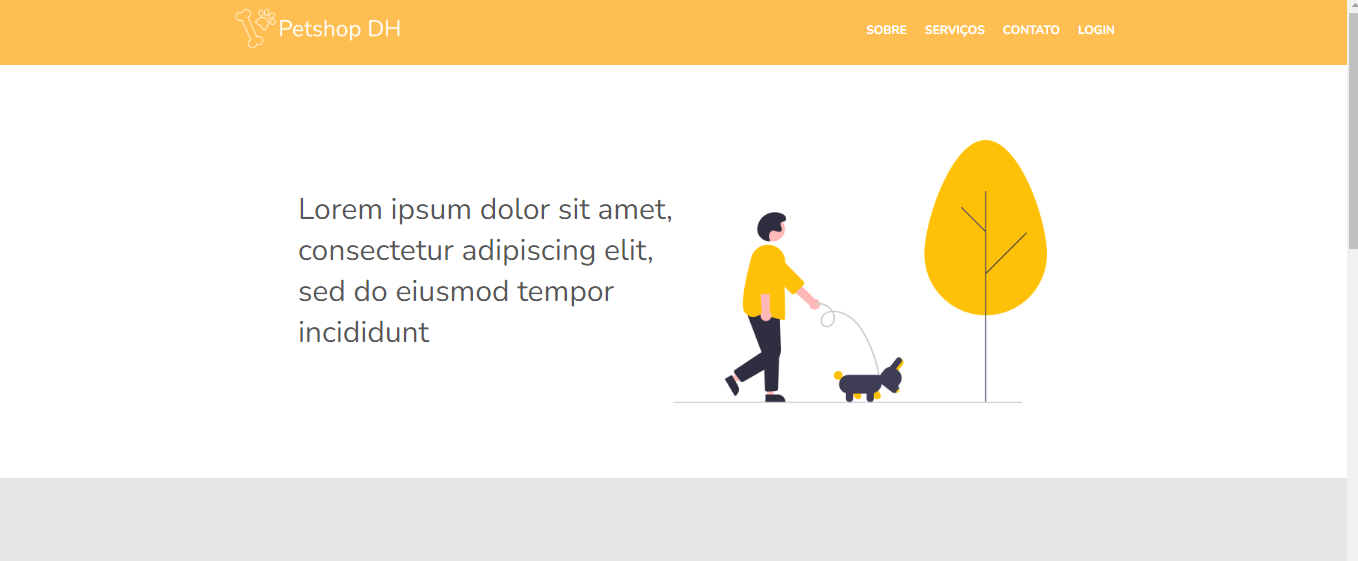 Petshop DH
SOBRE SERVIÇOS CONTATO LOGIN
Lorem ipsum dolor sit amet,
consectetur adipiscing elit,
sed do eiusmod tempor
incididunt